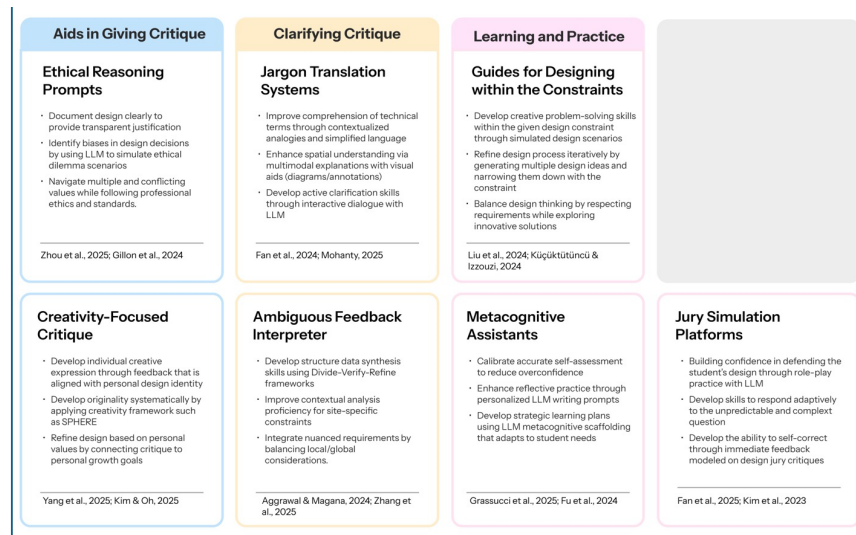 Aids in Giving Critique
Ethical Reasoning
Prompts
• Document design clearly to
provide transparent justification
• Identify biases in design decisions
by using LLM to simulate ethical
dilemma scenarios
• Navigate multiple and conflicting
values while following professional
ethics and standards.
Zhou et al., 2025; Gillon et al., 2024
Clarifying Critique
Jargon Translation
Systems
• Improve comprehension of technical
terms through contextualized
analogies and simplified language
• Enhance spatial understanding via
multimodal explanations with visual
aids (diagrams/annotations)
• Develop active clarification skills
through interactive dialogue with
LLM
Fan et al., 2024; Mohanty, 2025
Learning and Practice
Guides for Designing
within the Constraints
• Develop creative problem-solving skills
within the given design constraint
through simulated design scenarios
• Refine design process iteratively by
generating multiple design ideas and
narrowing them down with the
constraint
• Balance design thinking by respecting
requirements while exploring
innovative solutions
Liu et al., 2024; Küçüktütüncü &
Izzouzi, 2024
Creativity-Focused
Critique
• Develop individual creative
expression through feedback that is
aligned with personal design identity
• Develop originality systematically by
applying creativity framework such
as SPHERE
• Refine design based on personal
values by connecting critique to
personal growth goals
Yang et al., 2025; Kim & Oh, 2025
Ambiguous Feedback
Interpreter
• Develop structure data synthesis
skills using Divide-Verify-Refine
frameworks
• Improve contextual analysis
proficiency for site-specific
constraints
• Integrate nuanced requirements by
balancing local/global
considerations.
Aggrawal & Magana, 2024; Zhang et
al., 2025
Metacognitive
Assistants
• Calibrate accurate self-assessment
to reduce overconfidence
• Enhance reflective practice through
personalized LLM writing prompts
• Develop strategic learning plans
using LLM metacognitive scaffolding
that adapts to student needs
Grassucci et al., 2025; Fu et al., 2024
Jury Simulation
Platforms
• Building confidence in defending the
student's design through role-play
practice with LLM
• Develop skills to respond adaptively
to the unpredictable and complext
question
• Develop the ability to self-correct
through immediate feedback
modeled on design jury critiques
Fan et al., 2025; Kim et al., 2023